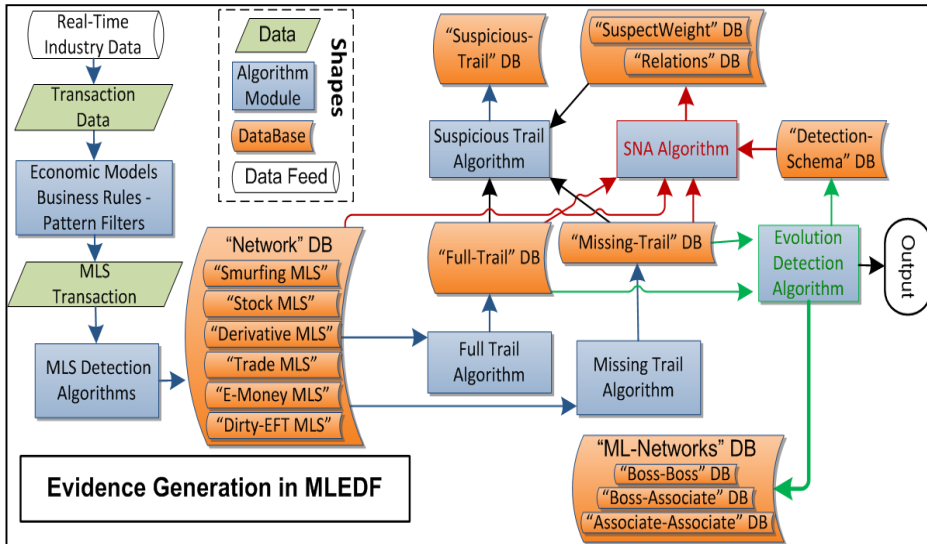 Real-Time
Industry Data
Transaction
Data
Economic Models
Business Rules -
Pattern Filters
MLS
Transaction
MLS Detection
Algorithms
Data
Algorithm
Module
DataBase
Data Feed
Shapes
"Network" DB
"Smurfing MLS"
"Stock MLS"
"Derivative MLS"
"Trade MLS"
"E-Money MLS"
"Dirty-EFT MLS"
"Suspicious-
Trail" DB
Suspicious Trail
Algorithm
"Full-Trail" DB
Full Trail
Algorithm
"SuspectWeight" DB
"Relations" DB
SNA Algorithm
"Missing-Trail" DB
Missing Trail
Algorithm
"Detection-
Schema" DB
Evolution
Detection
Algorithm
Output
"ML-Networks" DB
"Boss-Boss" DB
"Boss-Associate" DB
"Associate-Associate" DB
Evidence Generation in MLEDF